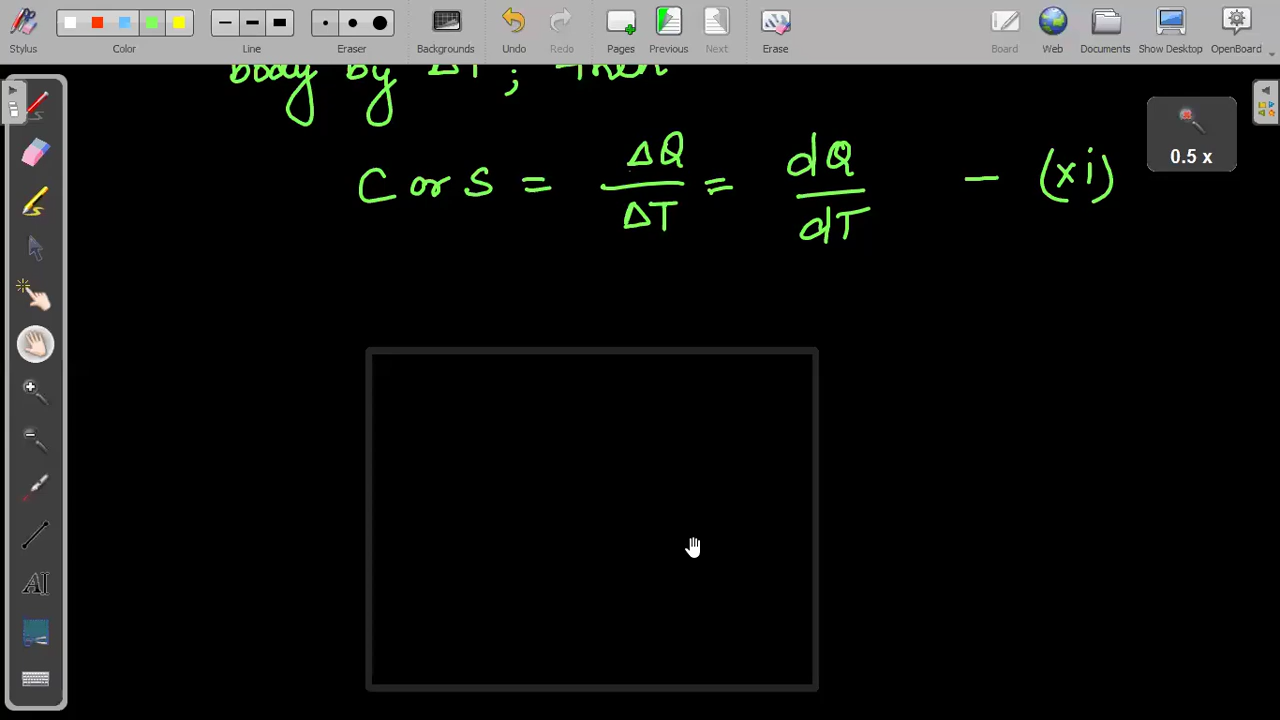 Stylus Color Line Eraser Backgrounds Undo Redo Pages Previous Next Erase Board Web Documents Show Desktop OpenBoard
body by ΔT ; then
C or S = ΔQ/ΔT = dQ/dT - (xi)
0.5 x
AI